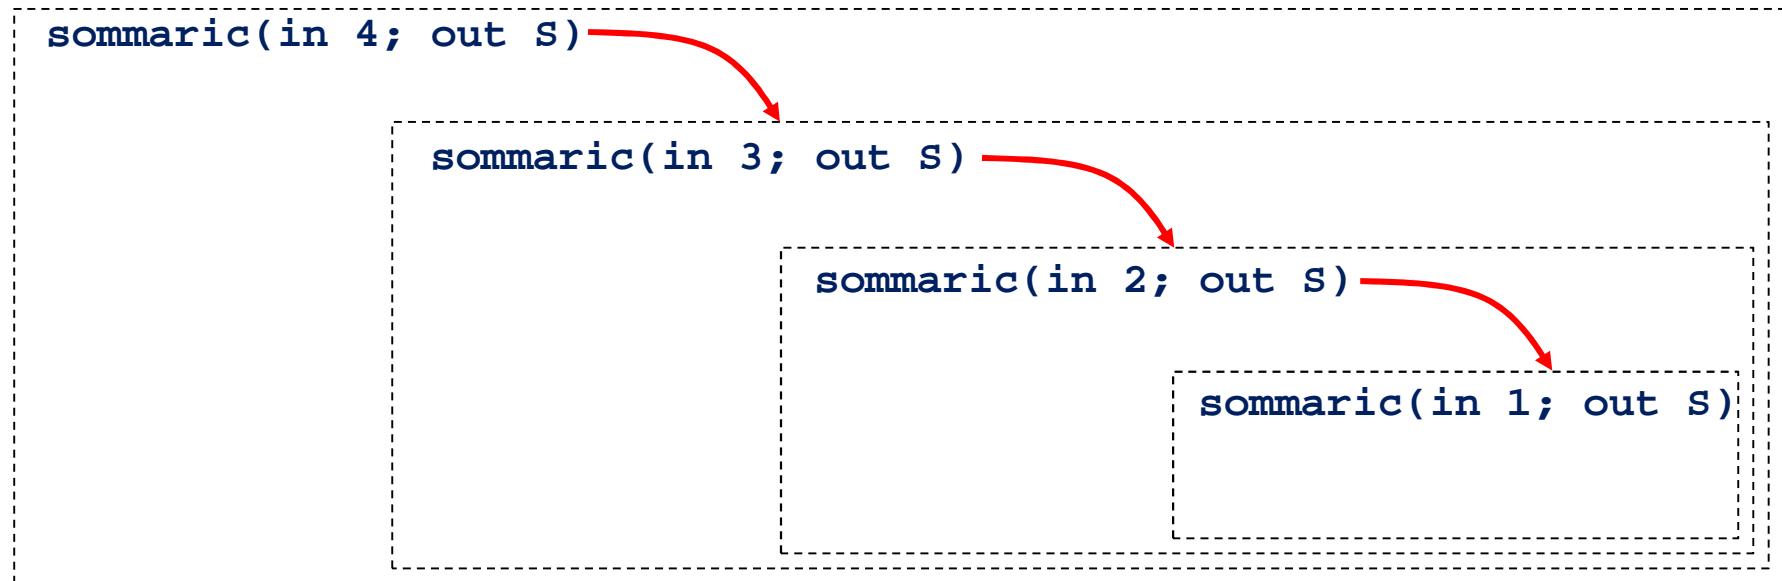 sommaric(in 4; out S)
sommaric(in 3; out S)
sommaric(in 2; out S)
sommaric(in 1; out S)